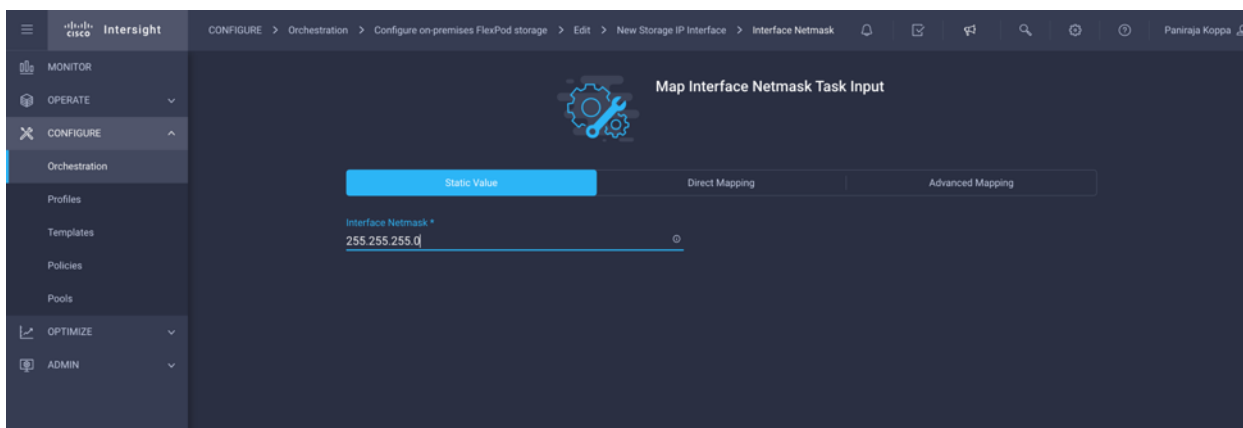 cisco Intersight
CONFIGURE > Orchestration > Configure on-premises FlexPod storage > Edit > New Storage IP Interface > Interface Netmask
Paniraja Koppa
MONITOR
OPERATE
CONFIGURE
Orchestration
Profiles
Templates
Policies
Pools
OPTIMIZE
ADMIN
Map Interface Netmask Task Input
Static Value Direct Mapping Advanced Mapping
Interface Netmask *
255.255.255.0